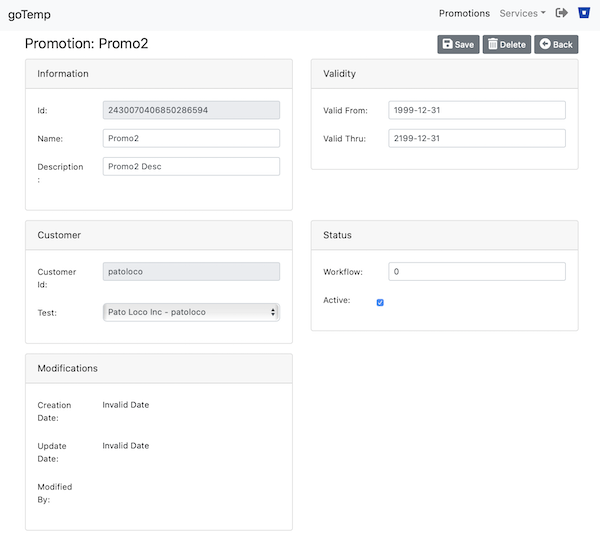 goTemp
Promotions Services
Promotion: Promo2
Save Delete Back
Information
Id: 2430070406850286594
Name: Promo2
Description
: Promo2 Desc
Validity
Valid From: 1999-12-31
Valid Thru: 2199-12-31
Customer
Customer
Id: patoloco
Test: Pato Loco Inc - patoloco
Status
Workflow: 0
Active:
Modifications
Creation
Date: Invalid Date
Update
Date: Invalid Date
Modified
By: